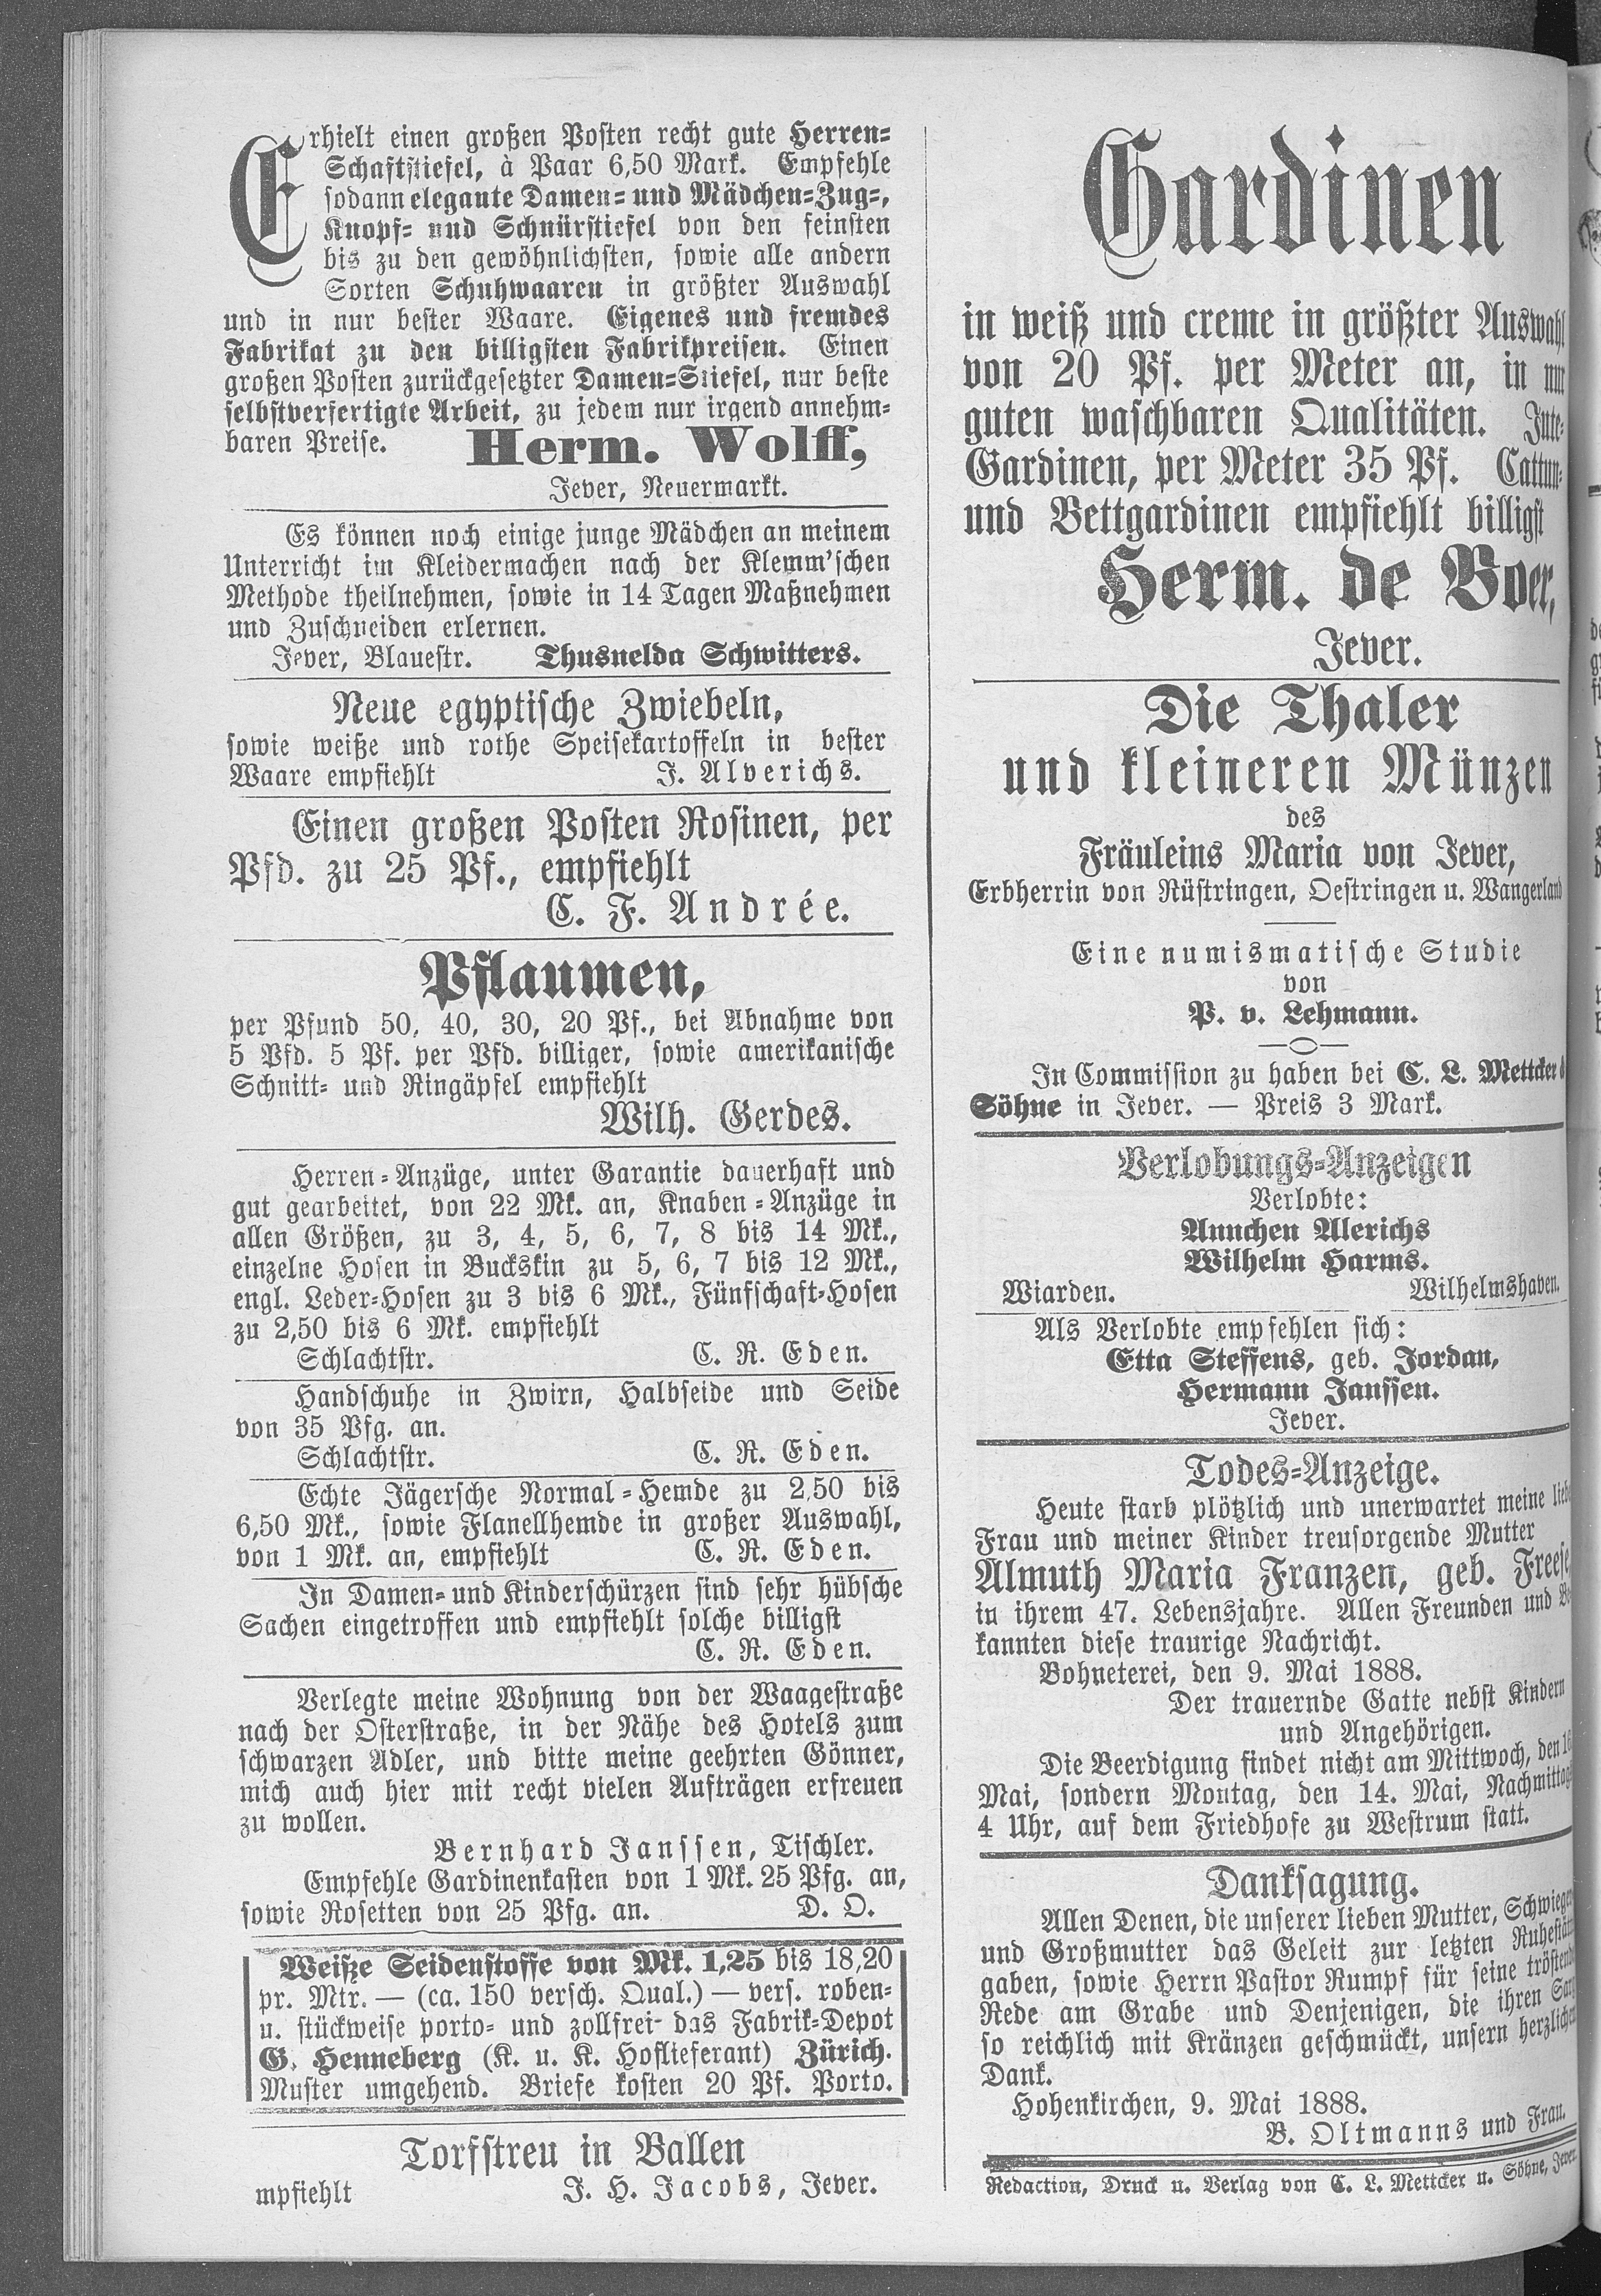 Erhielt einen großen Posten recht gute Herren-
Schaftstiefel, à Paar 6,50 Mark. Empfehle
sodann elegante Damen- und Mädchen-Zug-,
Knopf- und Schnürstiefel von den feinsten
bis zu den gewöhnlichsten, sowie alle andern
Sorten Schuhwaaren in größter Auswahl
und in nur bester Waare. Eigenes und fremdes
Fabrikat zu den billigsten Fabrikpreisen. Einen
großen Posten zurückgesetzter Damen-Stiefel, nur beste
selbstverfertigte Arbeit, zu jedem nur irgend annehm-
baren Preise. Herm. Wolff,
Jever, Neuermarkt.
Es können noch einige junge Mädchen an meinem
Unterricht im Kleidermachen nach der Klemm'schen
Methode theilnehmen, sowie in 14 Tagen Maßnehmen
und Zuschneiden erlernen.
Jever, Blauestr. Thusnelda Schwitters.
Neue egyptische Zwiebeln,
sowie weiße und rothe Speisekartoffeln in bester
Waare empfiehlt J. Alverichs.
Einen großen Posten Rosinen, per
Pfd. zu 25 Pf., empfiehlt
C. F. Andrée.
Pflaumen,
per Pfund 50, 40, 30, 20 Pf., bei Abnahme von
5 Pfd. 5 Pf. per Pfd. billiger, sowie amerikanische
Schnitt- und Ringäpfel empfiehlt
Wilh. Gerdes.
Herren-Anzüge, unter Garantie dauerhaft und
gut gearbeitet, von 22 Mk. an, Knaben-Anzüge in
allen Größen, zu 3, 4, 5, 6, 7, 8 bis 14 Mk.,
einzelne Hosen in Buckskin zu 5, 6, 7 bis 12 Mk.,
engl. Leder-Hosen zu 3 bis 6 Mk., Fünfschaft-Hosen
zu 2,50 bis 6 Mk. empfiehlt
Schlachtstr. C. R. Eden.
Handschuhe in Zwirn, Halbseide und Seide
von 35 Pfg. an.
Schlachtstr. C. R. Eden.
Echte Jägersche Normal-Hemde zu 2,50 bis
6,50 Mk., sowie Flanellhemde in großer Auswahl,
von 1 Mk. an, empfiehlt C. R. Eden.
In Damen- und Kinderschürzen sind sehr hübsche
Sachen eingetroffen und empfiehlt solche billigst
C. R. Eden.
Verlegte meine Wohnung von der Waagestraße
nach der Osterstraße, in der Nähe des Hotels zum
schwarzen Adler, und bitte meine geehrten Gönner,
mich auch hier mit recht vielen Aufträgen erfreuen
zu wollen.
Bernhard Janssen, Tischler.
Empfehle Gardinenkasten von 1 Mk. 25 Pfg. an,
sowie Rosetten von 25 Pfg. an. D. O.
Weiße Seidenstoffe von Mk. 1,25 bis 18,20
pr. Mtr. — (ca. 150 versch. Qual.) — vers. roben-
u. stückweise porto- und zollfrei das Fabrik-Depot
G. Henneberg (K. u. K. Hoflieferant) Zürich.
Muster umgehend. Briefe kosten 20 Pf. Porto.
Torfstreu in Ballen
mpfiehlt J. H. Jacobs, Jever.
Gardinen
in weiß und creme in größter Auswahl
von 20 Pf. per Meter an, in nur
guten waschbaren Qualitäten. Jute-
Gardinen, per Meter 35 Pf. Cattun-
und Bettgardinen empfiehlt billigst
Herm. de Boer,
Jever.
Die Thaler
und kleineren Münzen
des
Fräuleins Maria von Jever,
Erbherrin von Rüstringen, Oestringen u. Wangerland
Eine numismatische Studie
von
P. v. Lehmann.
In Commission zu haben bei C. L. Mettcker &
Söhne in Jever. — Preis 3 Mark.
Verlobungs-Anzeigen
Verlobte:
Annchen Alerichs
Wilhelm Harms.
Wiarden. Wilhelmshaven.
Als Verlobte empfehlen sich:
Etta Steffens, geb. Jordan,
Hermann Janssen.
Jever.
Todes-Anzeige.
Heute starb plötzlich und unerwartet meine liebe
Frau und meiner Kinder treusorgende Mutter
Almuth Maria Franzen, geb. Freese,
in ihrem 47. Lebensjahre. Allen Freunden und Be-
kannten diese traurige Nachricht.
Bohneterei, den 9. Mai 1888.
Der trauernde Gatte nebst Kindern
und Angehörigen.
Die Beerdigung findet nicht am Mittwoch, den 16.
Mai, sondern Montag, den 14. Mai, Nachmittags
4 Uhr, auf dem Friedhofe zu Westrum statt.
Danksagung.
Allen Denen, die unserer lieben Mutter, Schwieger-
und Großmutter das Geleit zur letzten Ruhestätte
gaben, sowie Herrn Pastor Rumpf für seine tröstende
Rede am Grabe und Denjenigen, die ihren Sarg
so reichlich mit Kränzen geschmückt, unsern herzlichen
Dank.
Hohenkirchen, 9. Mai 1888.
B. Oltmanns und Frau.
Redaction, Druck u. Verlag von C. L. Mettcker u. Söhne, Jever.